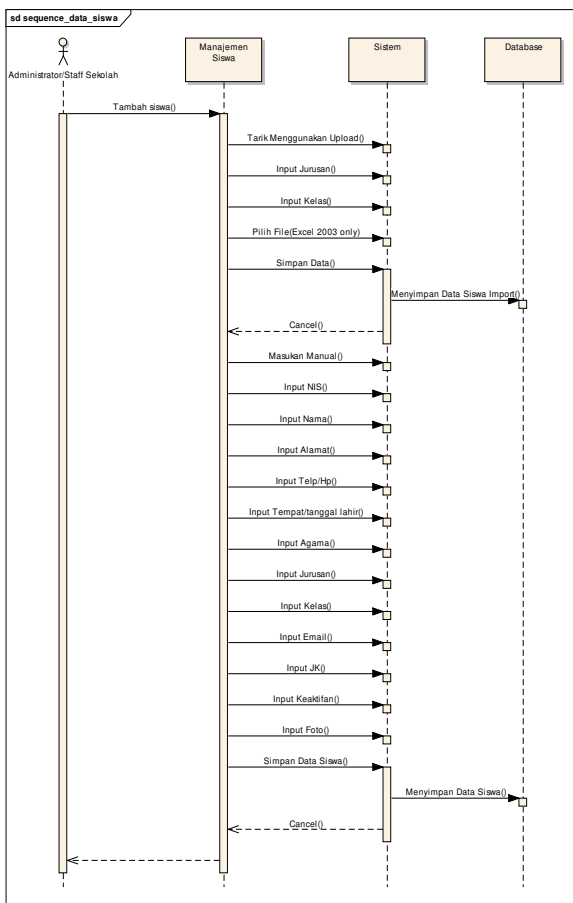 sd sequence_data_siswa
Administrator/Staff Sekolah
Manajemen
Siswa
Sistem
Database
Tambah siswa()
Tarik Menggunakan Upload()
Input Jurusan()
Input Kelas()
Pilih File(Excel 2003 only)
Simpan Data()
Menyimpan Data Siswa Import()
Cancel()
Masukan Manual()
Input NIS()
Input Nama()
Input Alamat()
Input Telp/Hp()
Input Tempat/tanggal lahir()
Input Agama()
Input Jurusan()
Input Kelas()
Input Email()
Input JK()
Input Keaktifan()
Input Foto()
Simpan Data Siswa()
Menyimpan Data Siswa()
Cancel()